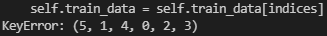 self.train_data = self.train_data[indices]
KeyError: (5, 1, 4, 0, 2, 3)